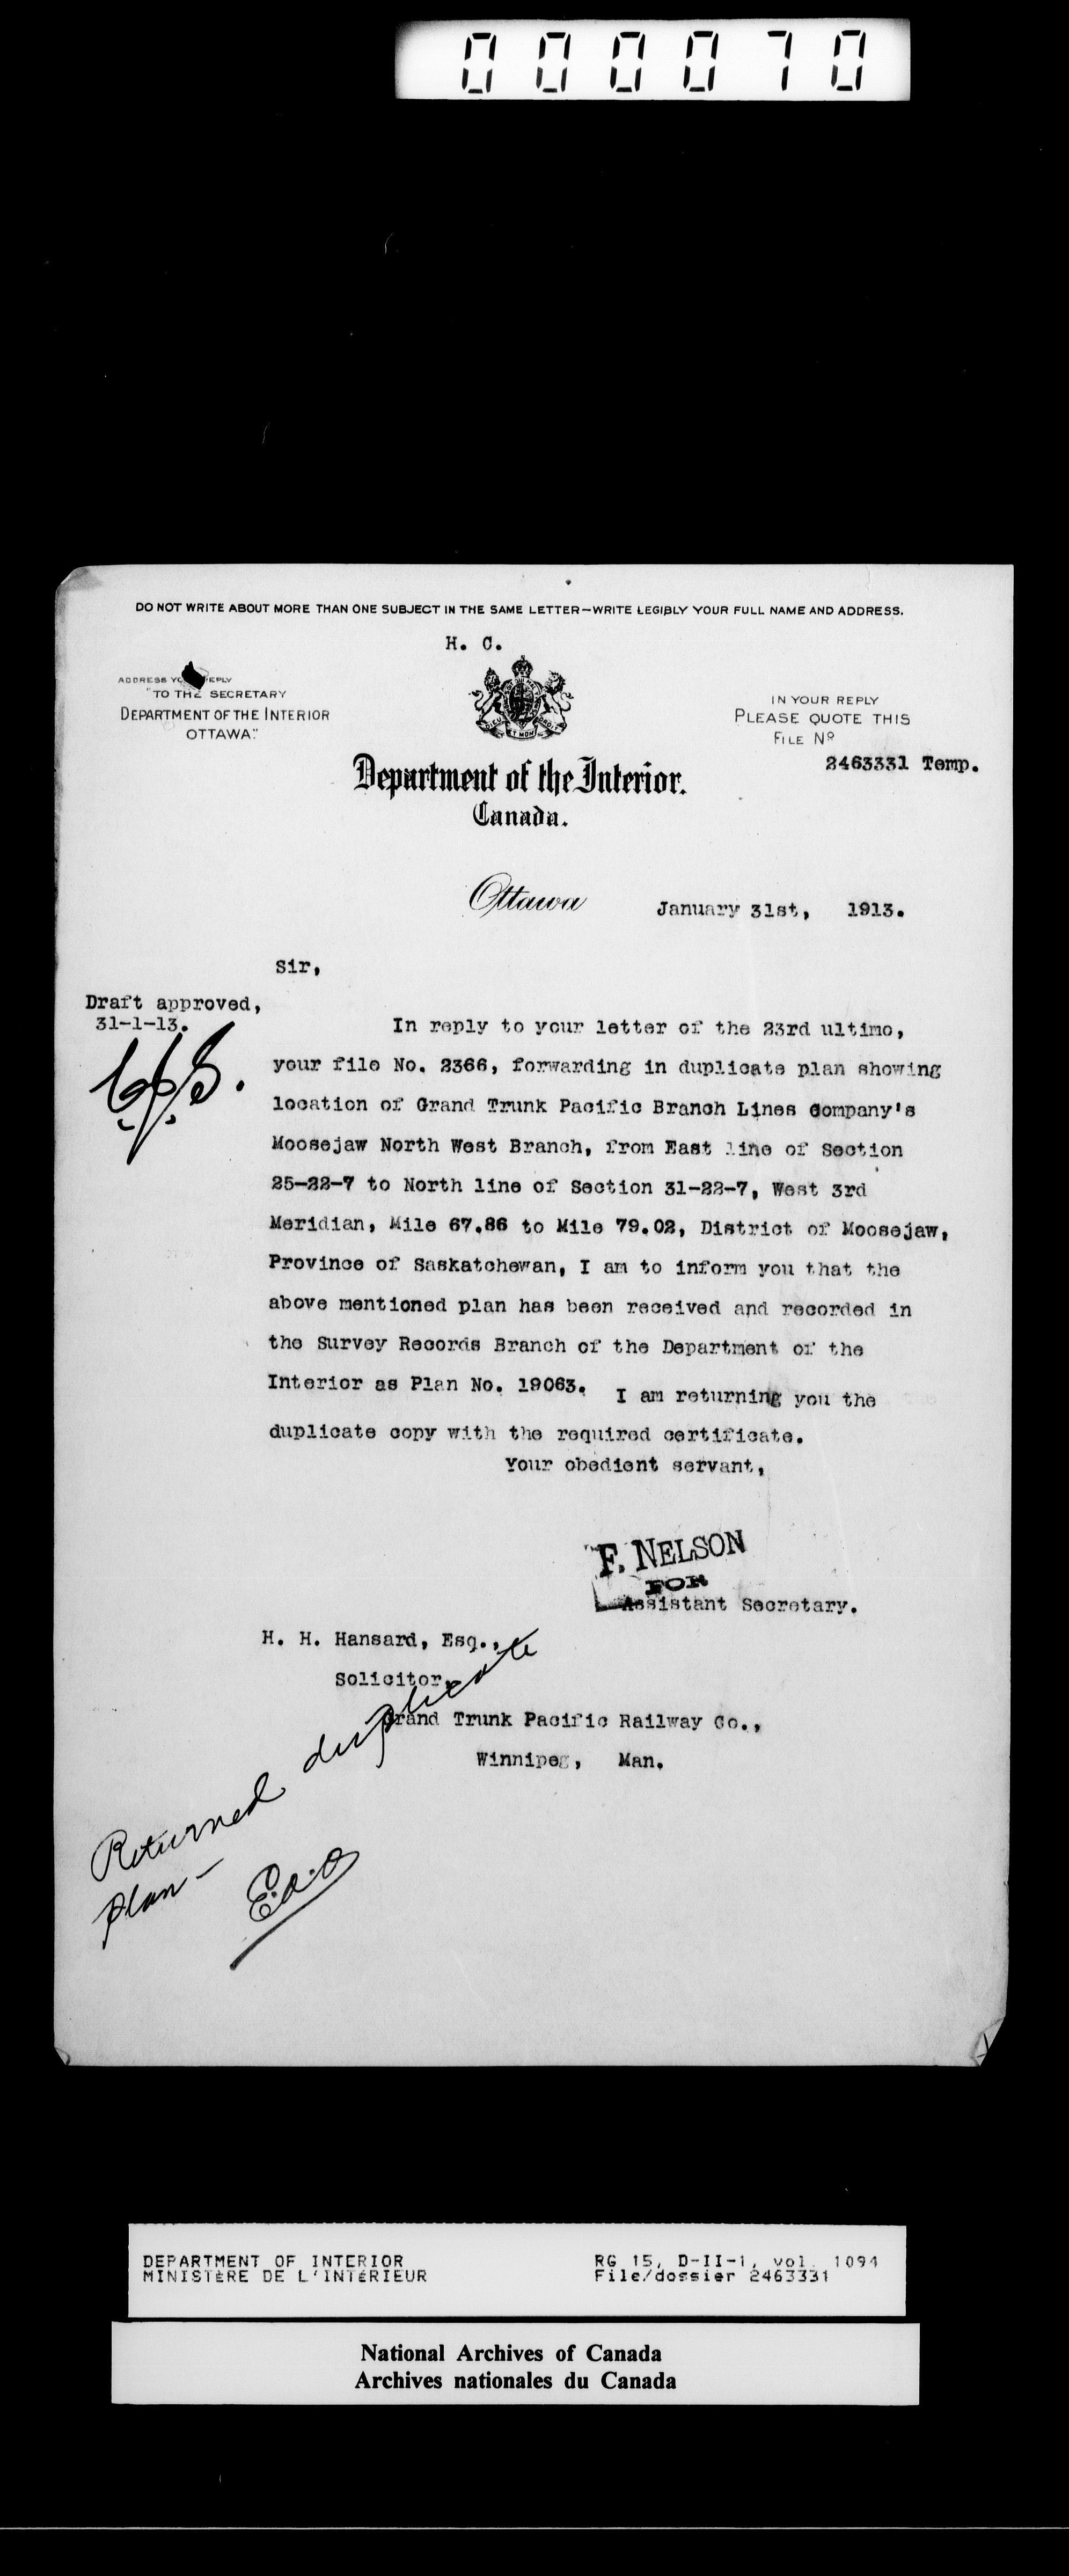 000070
DO NOT WRITE ABOUT MORE THAN ONE SUBJECT IN THE SAME LETTER—WRITE LEGIBLY YOUR FULL NAME AND ADDRESS.
H. C.
ADDRESS REPLY
"TO THE SECRETARY
DEPARTMENT OF THE INTERIOR
OTTAWA."
IN YOUR REPLY
PLEASE QUOTE THIS
FILE Nº
2463331 Temp.
Department of the Interior.
Canada.
Ottawa January 31st, 1913.
Sir,
Draft approved,
31-1-13.
In reply to your letter of the 23rd ultimo,
your file No. 2366, forwarding in duplicate plan showing
location of Grand Trunk Pacific Branch Lines Company's
Moosejaw North West Branch, from East line of Section
25-22-7 to North line of Section 31-22-7, West 3rd
Meridian, Mile 67.86 to Mile 79.02, District of Moosejaw,
Province of Saskatchewan, I am to inform you that the
above mentioned plan has been received and recorded in
the Survey Records Branch of the Department of the
Interior as Plan No. 19063. I am returning you the
duplicate copy with the required certificate.
Your obedient servant,
F. NELSON
FOR
Assistant Secretary.
H. H. Hansard, Esq.,
Solicitor,
Grand Trunk Pacific Railway Co.,
Winnipeg, Man.
Returned duplicate
plan —
DEPARTMENT OF INTERIOR
MINISTÈRE DE L'INTÉRIEUR
RG 15, D-II-1, vol. 1094
File/dossier 2463331
National Archives of Canada
Archives nationales du Canada